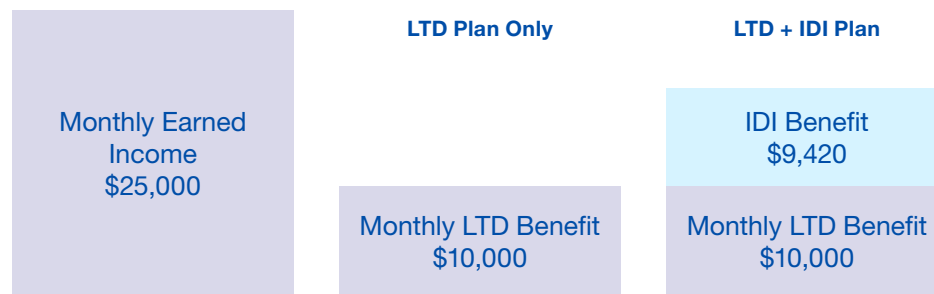 LTD Plan Only
LTD + IDI Plan
Monthly Earned
Income
$25,000
IDI Benefit
$9,420
Monthly LTD Benefit
$10,000
Monthly LTD Benefit
$10,000